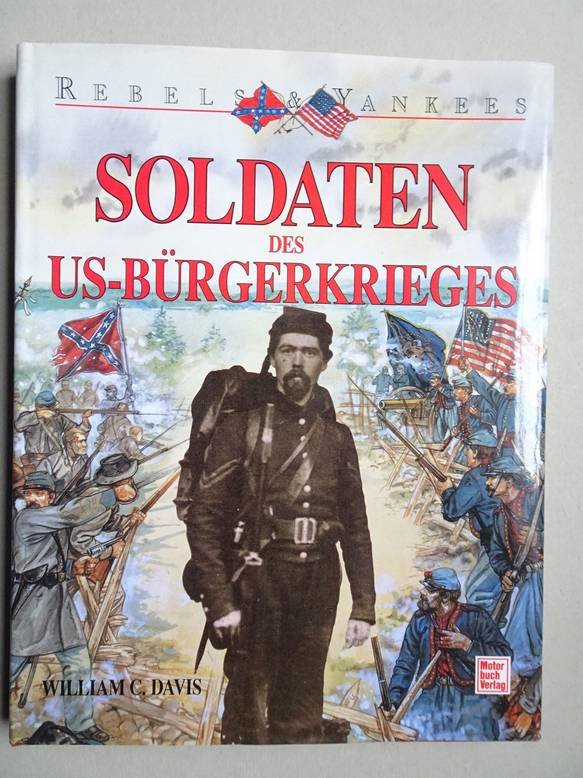 REBELS & YANKEES
SOLDATEN
DES
US-BÜRGERKRIEGES
WILLIAM C. DAVIS
Motor
buch
Verlag